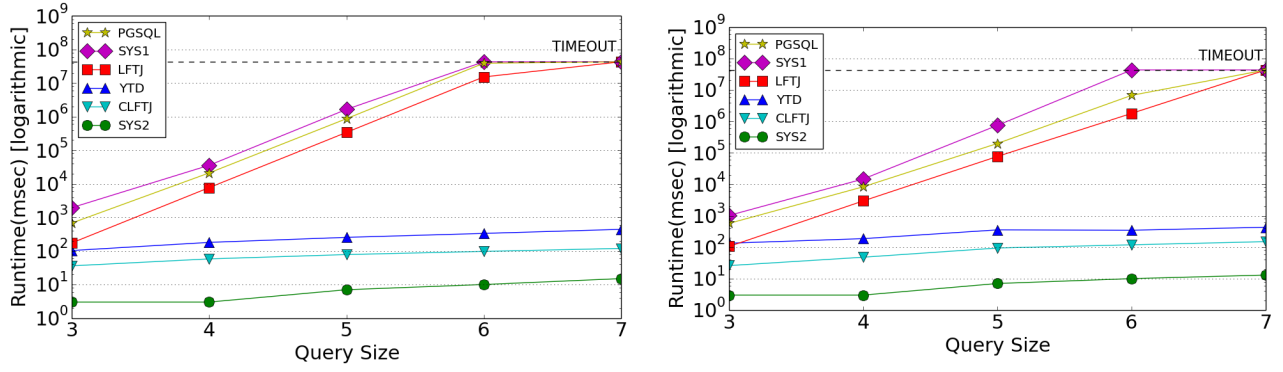 Runtime(msec) [logarithmic]
10^9
10^8
10^7
10^6
10^5
10^4
10^3
10^2
10^1
10^0
PGSQL
SYS1
LFTJ
YTD
CLFTJ
SYS2
TIMEOUT
3 4 5 6 7
Query Size
Runtime(msec) [logarithmic]
10^9
10^8
10^7
10^6
10^5
10^4
10^3
10^2
10^1
10^0
PGSQL
SYS1
LFTJ
YTD
CLFTJ
SYS2
TIMEOUT
3 4 5 6 7
Query Size